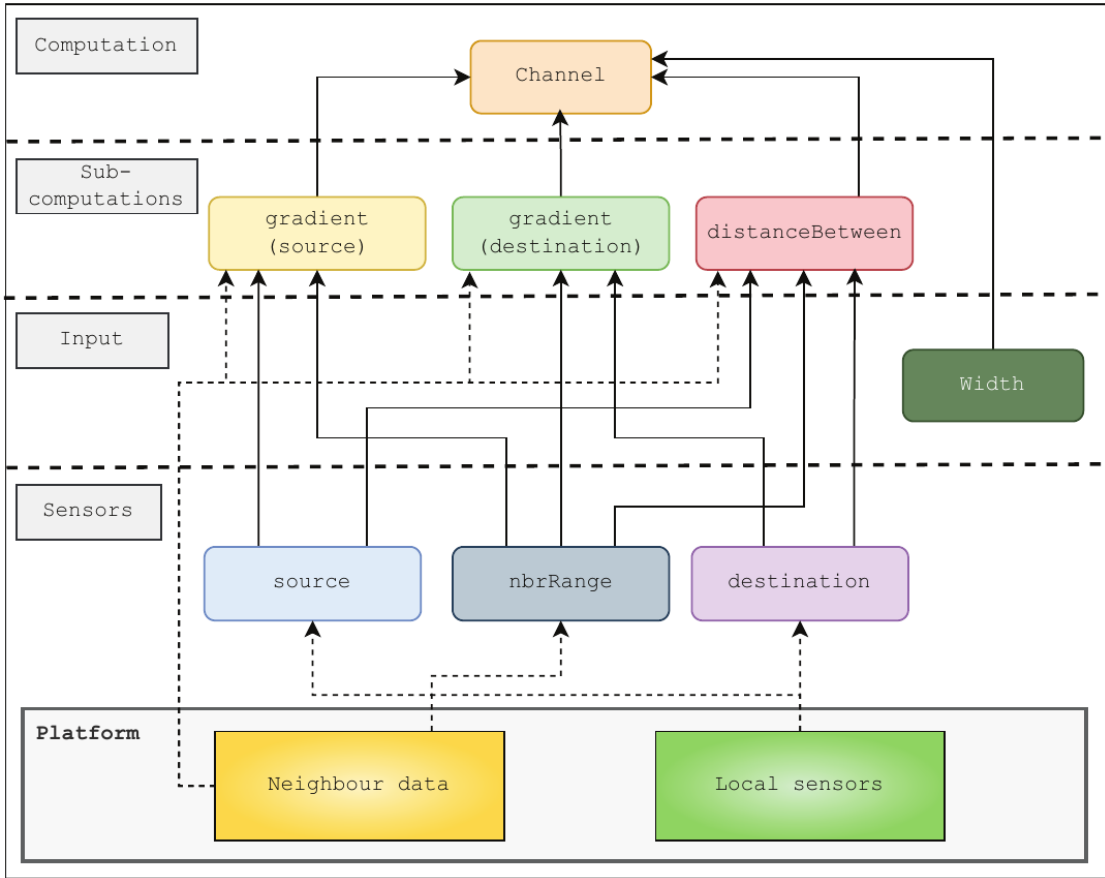 Computation
Channel
Sub-
computations
gradient
(source)
gradient
(destination)
distanceBetween
Input
Width
Sensors
source
nbrRange
destination
Platform
Neighbour data
Local sensors